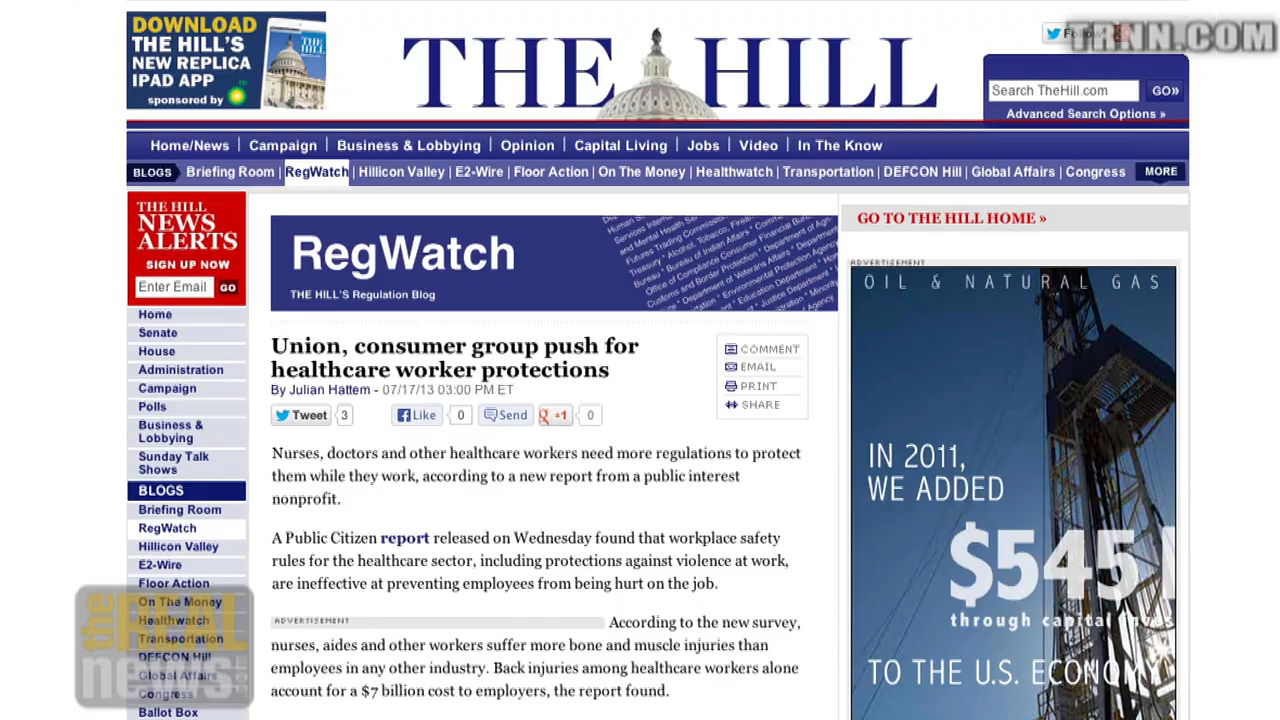 DOWNLOAD
THE HILL'S
NEW REPLICA
IPAD APP
sponsored by bp
THE HILL
THE HILL
Follow
TRNN.COM
Search TheHill.com
GO»
Advanced Search Options »
Home/News | Campaign | Business & Lobbying | Opinion | Capital Living | Jobs | Video | In The Know
BLOGS Briefing Room | RegWatch | Hillicon Valley | E2-Wire | Floor Action | On The Money | Healthwatch | Transportation | DEFCON Hill | Global Affairs | Congress MORE
THE HILL
NEWS
ALERTS
SIGN UP NOW
Enter Email GO
Home
Senate
House
Administration
Campaign
Polls
Business &
Lobbying
Sunday Talk
Shows
BLOGS
Briefing Room
RegWatch
Hillicon Valley
E2-Wire
Floor Action
On The Money
Healthwatch
Transportation
DEFCON Hill
Global Affairs
Congress
Ballot Box
the REAL
news
RegWatch
THE HILL'S Regulation Blog
Union, consumer group push for
healthcare worker protections
By Julian Hattem - 07/17/13 03:00 PM ET
Tweet 3 Like 0 Send +1 0
COMMENT
EMAIL
PRINT
SHARE
Nurses, doctors and other healthcare workers need more regulations to protect
them while they work, according to a new report from a public interest
nonprofit.
A Public Citizen report released on Wednesday found that workplace safety
rules for the healthcare sector, including protections against violence at work,
are ineffective at preventing employees from being hurt on the job.
ADVERTISEMENT According to the new survey,
nurses, aides and other workers suffer more bone and muscle injuries than
employees in any other industry. Back injuries among healthcare workers alone
account for a $7 billion cost to employers, the report found.
GO TO THE HILL HOME »
ADVERTISEMENT
OIL & NATURAL GAS
IN 2011,
WE ADDED
$545
through capital inves
TO THE U.S. ECONOMY